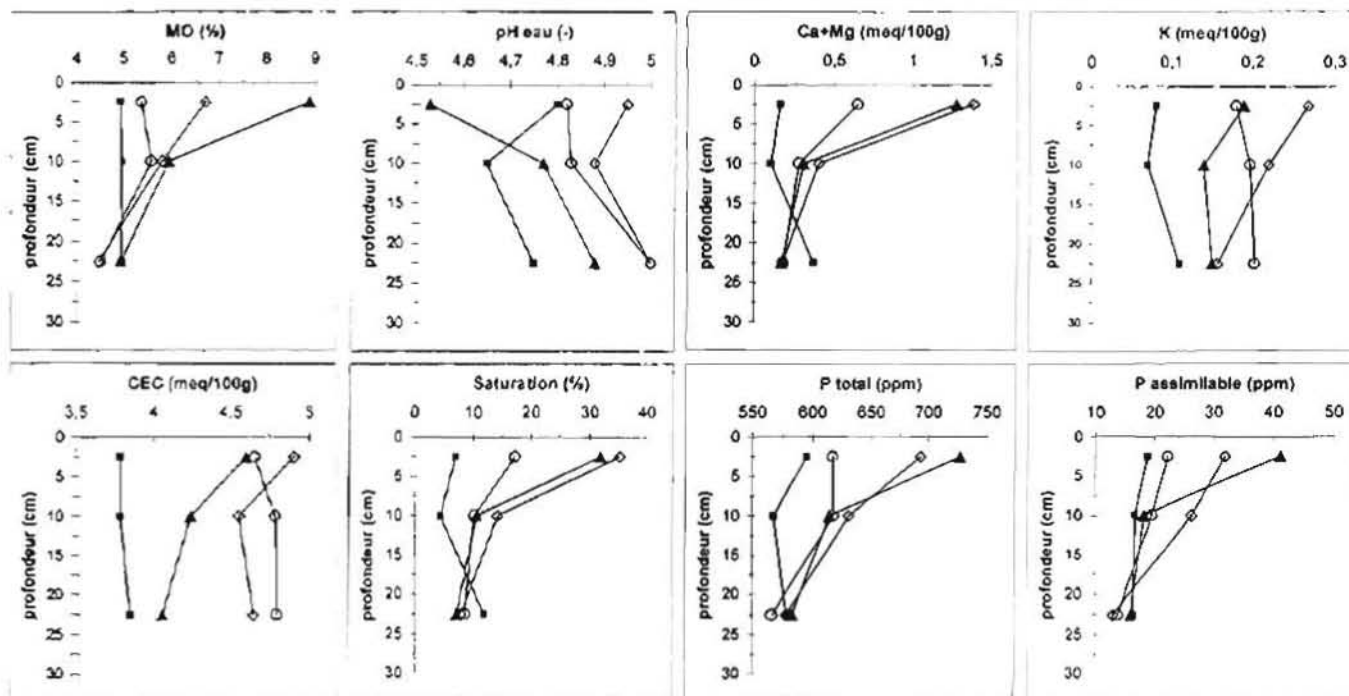 MO (%)
4 5 6 7 8 9
profondeur (cm)
0
5
10
15
20
25
30
pH eau (-)
4,5 4,6 4,7 4,8 4,9 5
profondeur (cm)
0
5
10
15
20
25
30
Ca+Mg (meq/100g)
0 0,5 1 1,5
profondeur (cm)
0
5
10
15
20
25
30
K (meq/100g)
0 0,1 0,2 0,3
profondeur (cm)
0
5
10
15
20
25
30
CEC (meq/100g)
3,5 4 4,5 5
profondeur (cm)
0
5
10
15
20
25
30
Saturation (%)
0 10 20 30 40
profondeur (cm)
0
5
10
15
20
25
30
P total (ppm)
550 600 650 700 750
profondeur (cm)
0
5
10
15
20
25
30
P assimilable (ppm)
10 20 30 40 50
profondeur (cm)
0
5
10
15
20
25
30